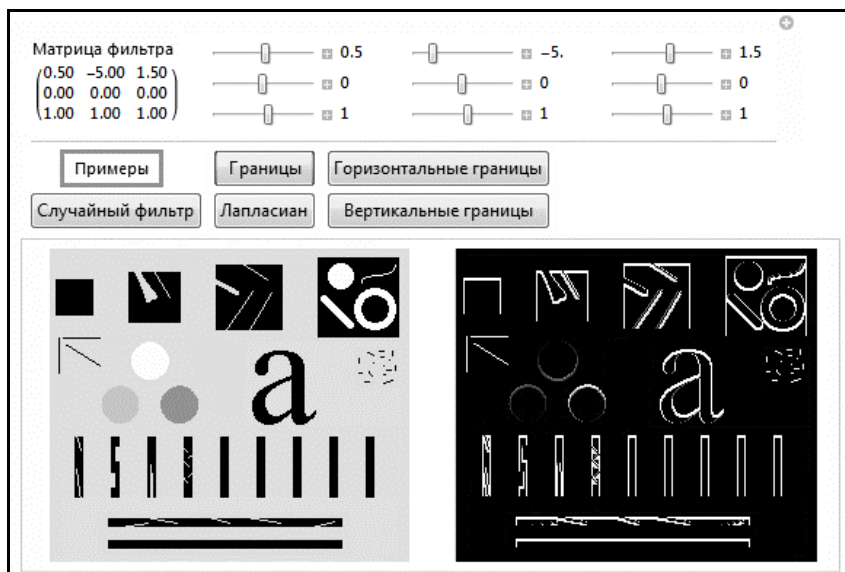 Матрица фильтра
0.5 −5. 1.5
(0.50 −5.00 1.50
0.00 0.00 0.00
1.00 1.00 1.00)
0 0 0
1 1 1
Примеры Границы Горизонтальные границы
Случайный фильтр Лапласиан Вертикальные границы
a a